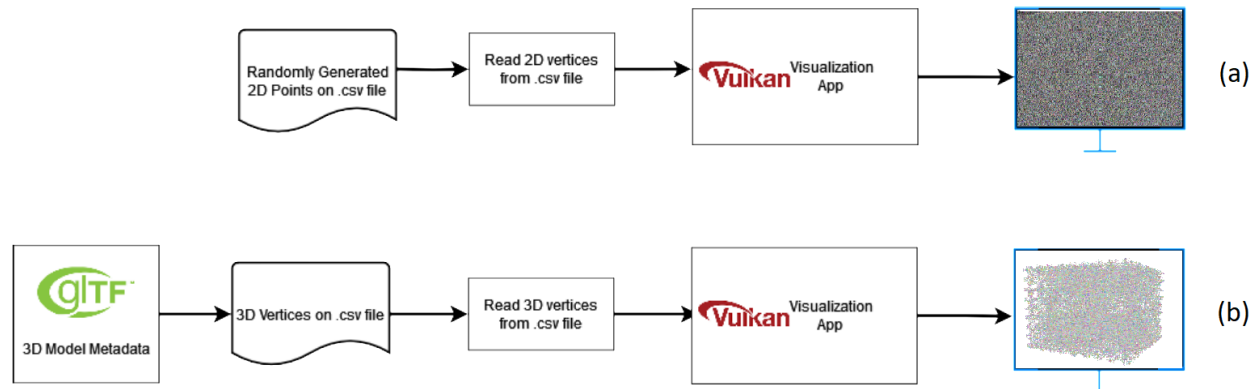 Randomly Generated
2D Points on .csv file
Read 2D vertices
from .csv file
Vulkan
Visualization
App
(a)
glTF™
3D Model Metadata
3D Vertices on .csv file
Read 3D vertices
from .csv file
Vulkan
Visualization
App
(b)